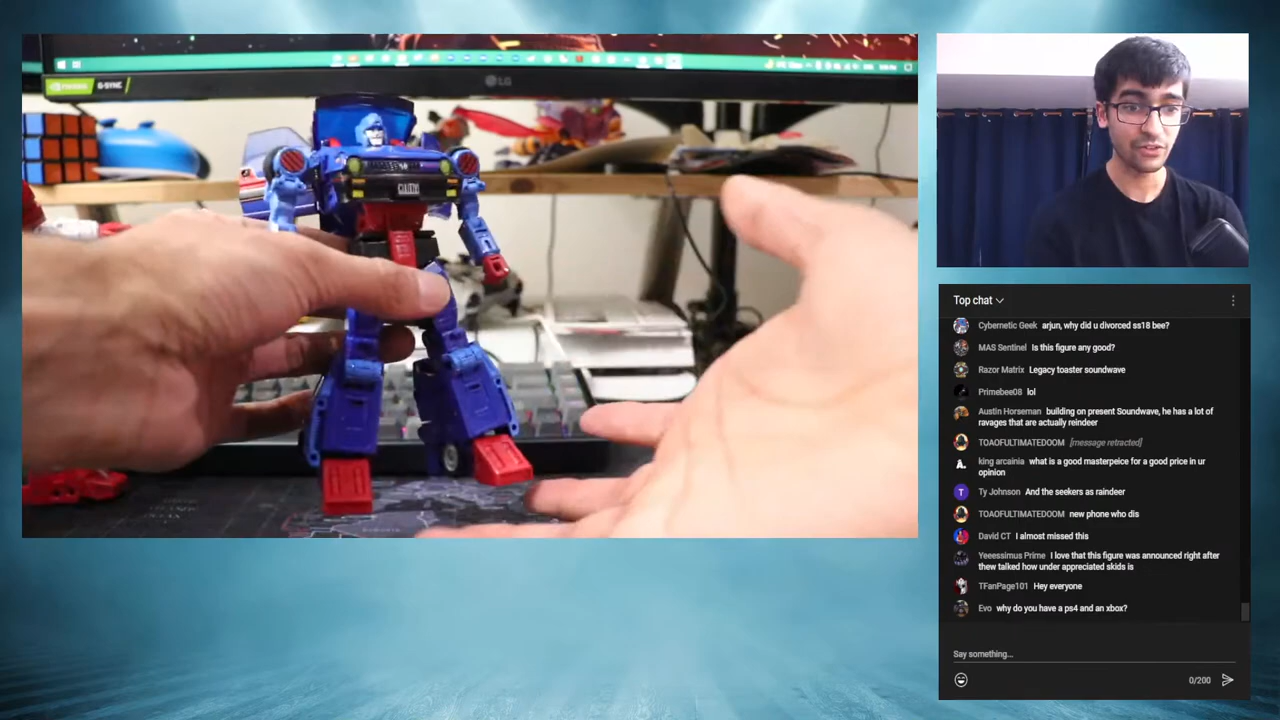 G-SYNC
LG
Top chat
Cybernetic Geek arjun, why did u divorced ss18 bee?
MAS Sentinel Is this figure any good?
Razor Matrix Legacy toaster soundwave
Primebee08 lol
Austin Horseman building on present Soundwave, he has a lot of
ravages that are actually reindeer
TOAOFULTIMATEDOOM [message retracted]
king arcainia what is a good masterpeice for a good price in ur
opinion
Ty Johnson And the seekers as raindeer
TOAOFULTIMATEDOOM new phone who dis
David CT I almost missed this
Yeeessimus Prime I love that this figure was announced right after
thew talked how under appreciated skids is
TFanPage101 Hey everyone
Evo why do you have a ps4 and an xbox?
Say something...
0/200